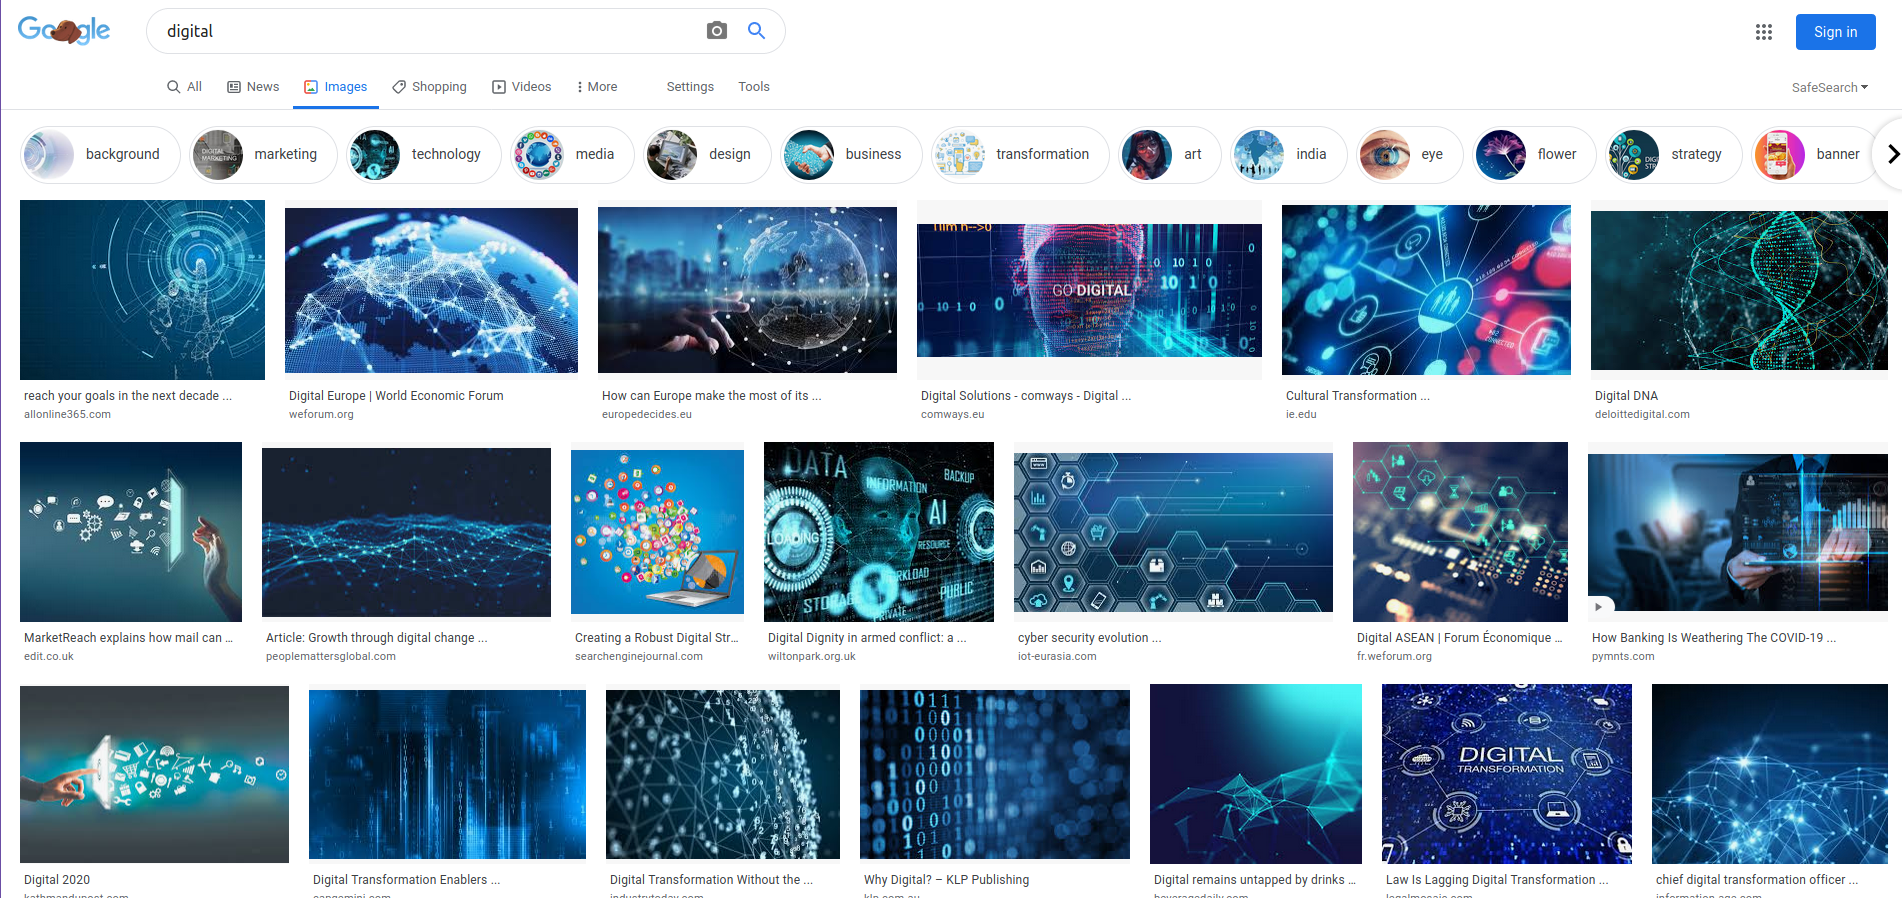 Google
digital
Sign in
All
News
Images
Shopping
Videos
More
Settings
Tools
SafeSearch
background
marketing
technology
media
design
business
transformation
art
india
eye
flower
strategy
banner
DIGITAL
MARKETING
GO DIGITAL
reach your goals in the next decade ...
allonline365.com
Digital Europe | World Economic Forum
weforum.org
How can Europe make the most of its ...
europedecides.eu
Digital Solutions - comways - Digital ...
comways.eu
Cultural Transformation ...
ie.edu
Digital DNA
deloittedigital.com
DATA
INFORMATION
BACKUP
AI
LOADING
RESOURCE
STORAGE
PRIVATE
PUBLIC
WWW
MarketReach explains how mail can ...
edit.co.uk
Article: Growth through digital change ...
peoplemattersglobal.com
Creating a Robust Digital Str...
searchenginejournal.com
Digital Dignity in armed conflict: a ...
wiltonpark.org.uk
cyber security evolution ...
iot-eurasia.com
Digital ASEAN | Forum Économique ...
fr.weforum.org
How Banking Is Weathering The COVID-19 ...
pymnts.com
DIGITAL
TRANSFORMATION
Digital 2020
Digital Transformation Enablers ...
Digital Transformation Without the ...
Why Digital? – KLP Publishing
Digital remains untapped by drinks ...
Law Is Lagging Digital Transformation ...
chief digital transformation officer ...